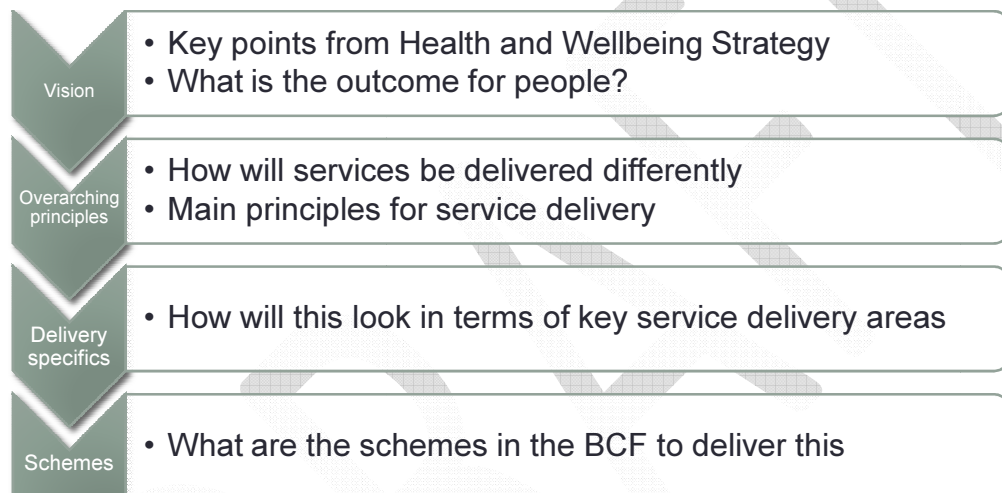 Vision
• Key points from Health and Wellbeing Strategy
• What is the outcome for people?
Overarching
principles
• How will services be delivered differently
• Main principles for service delivery
Delivery
specifics
• How will this look in terms of key service delivery areas
Schemes
• What are the schemes in the BCF to deliver this